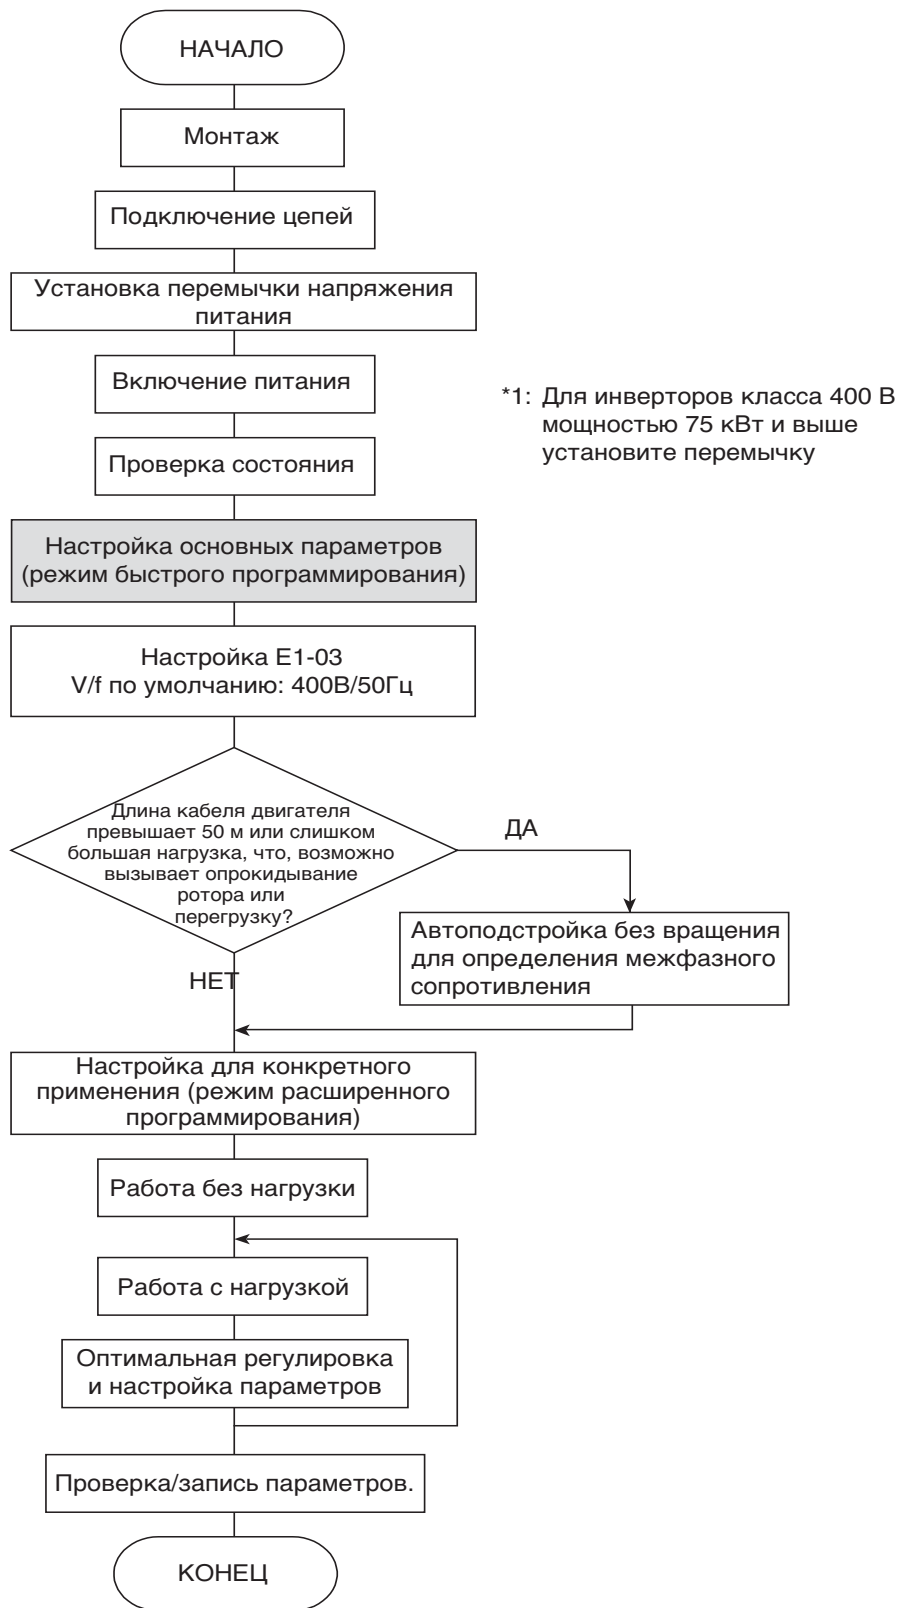 НАЧАЛО
Монтаж
Подключение цепей
Установка перемычки напряжения
питания
Включение питания
*1: Для инверторов класса 400 В
мощностью 75 кВт и выше
установите перемычку
Проверка состояния
Настройка основных параметров
(режим быстрого программирования)
Настройка E1-03
V/f по умолчанию: 400В/50Гц
Длина кабеля двигателя
превышает 50 м или слишком
большая нагрузка, что, возможно
вызывает опрокидывание
ротора или
перегрузку?
ДА
Автоподстройка без вращения
для определения межфазного
сопротивления
НЕТ
Настройка для конкретного
применения (режим расширенного
программирования)
Работа без нагрузки
Работа с нагрузкой
Оптимальная регулировка
и настройка параметров
Проверка/запись параметров.
КОНЕЦ